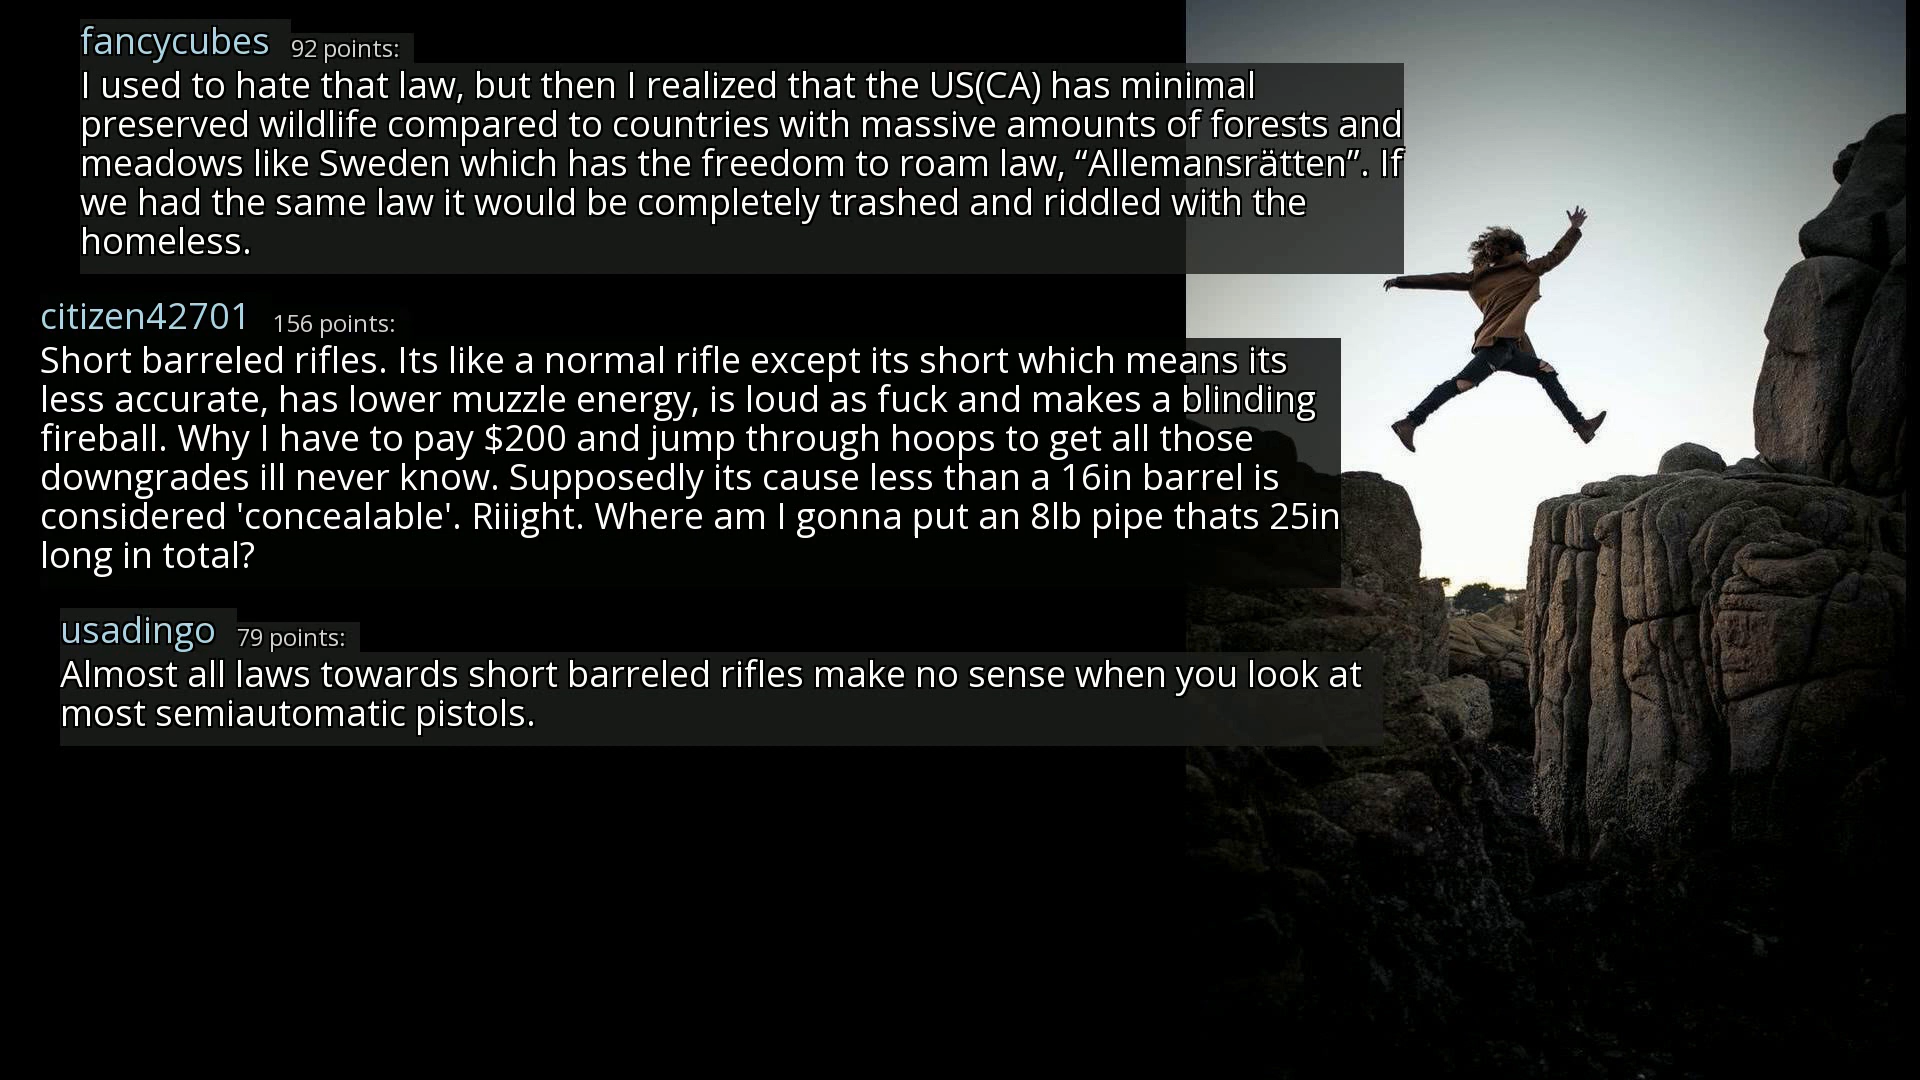 fancycubes 92 points:
I used to hate that law, but then I realized that the US(CA) has minimal
preserved wildlife compared to countries with massive amounts of forests and
meadows like Sweden which has the freedom to roam law, “Allemansrätten”. If
we had the same law it would be completely trashed and riddled with the
homeless.
citizen42701 156 points:
Short barreled rifles. Its like a normal rifle except its short which means its
less accurate, has lower muzzle energy, is loud as fuck and makes a blinding
fireball. Why I have to pay $200 and jump through hoops to get all those
downgrades ill never know. Supposedly its cause less than a 16in barrel is
considered 'concealable'. Riiight. Where am I gonna put an 8lb pipe thats 25in
long in total?
usadingo 79 points:
Almost all laws towards short barreled rifles make no sense when you look at
most semiautomatic pistols.